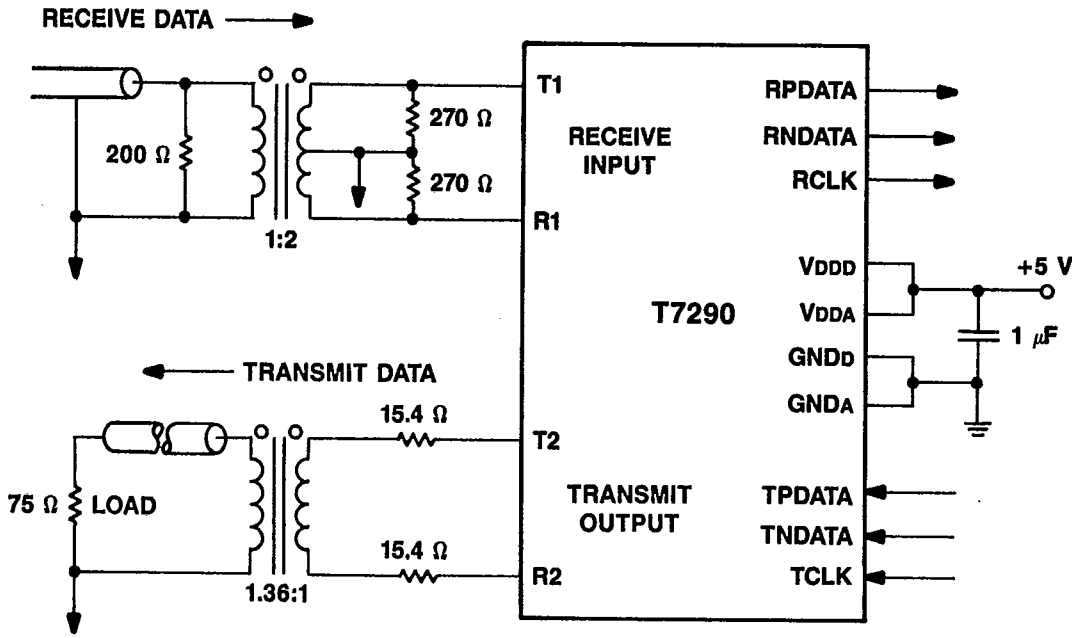 RECEIVE DATA
T1
RPDATA
270 Ω
RECEIVE
INPUT
RNDATA
200 Ω
270 Ω
RCLK
R1
1:2
VDDD
+5 V
T7290
VDDA
1 μF
GNDD
TRANSMIT DATA
GNDA
15.4 Ω
T2
75 Ω
LOAD
TRANSMIT
OUTPUT
TPDATA
TNDATA
15.4 Ω
R2
TCLK
1.36:1